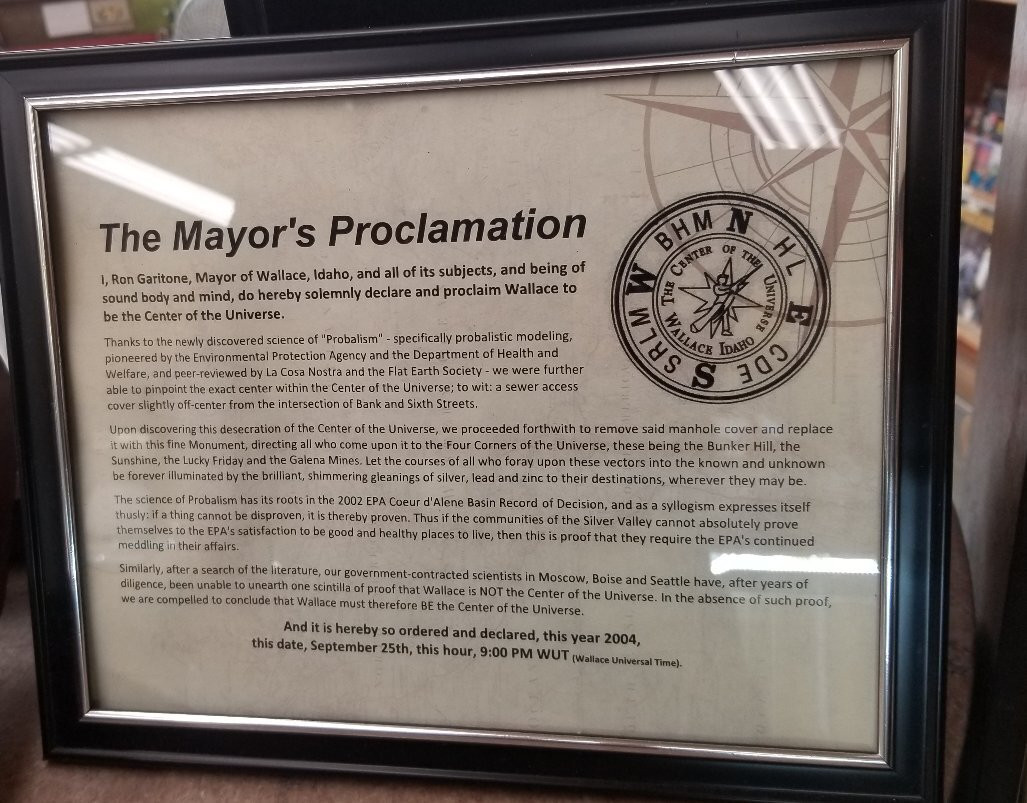 The Mayor's Proclamation
I, Ron Garitone, Mayor of Wallace, Idaho, and all of its subjects, and being of
sound body and mind, do hereby solemnly declare and proclaim Wallace to
be the Center of the Universe.
Thanks to the newly discovered science of "Probalism" - specifically probalistic modeling,
pioneered by the Environmental Protection Agency and the Department of Health and
Welfare, and peer-reviewed by La Cosa Nostra and the Flat Earth Society - we were further
able to pinpoint the exact center within the Center of the Universe; to wit: a sewer access
cover slightly off-center from the intersection of Bank and Sixth Streets.
Upon discovering this desecration of the Center of the Universe, we proceeded forthwith to remove said manhole cover and replace
it with this fine Monument, directing all who come upon it to the Four Corners of the Universe, these being the Bunker Hill, the
Sunshine, the Lucky Friday and the Galena Mines. Let the courses of all who foray upon these vectors into the known and unknown
be forever illuminated by the brilliant, shimmering gleanings of silver, lead and zinc to their destinations, wherever they may be.
The science of Probalism has its roots in the 2002 EPA Coeur d'Alene Basin Record of Decision, and as a syllogism expresses itself
thusly: if a thing cannot be disproven, it is thereby proven. Thus if the communities of the Silver Valley cannot absolutely prove
themselves to the EPA's satisfaction to be good and healthy places to live, then this is proof that they require the EPA's continued
meddling in their affairs.
Similarly, after a search of the literature, our government-contracted scientists in Moscow, Boise and Seattle have, after years of
diligence, been unable to unearth one scintilla of proof that Wallace is NOT the Center of the Universe. In the absence of such proof,
we are compelled to conclude that Wallace must therefore BE the Center of the Universe.
And it is hereby so ordered and declared, this year 2004,
this date, September 25th, this hour, 9:00 PM WUT (Wallace Universal Time).
BHM N HL E CDE S SRLW W
THE CENTER OF THE UNIVERSE
WALLACE IDAHO